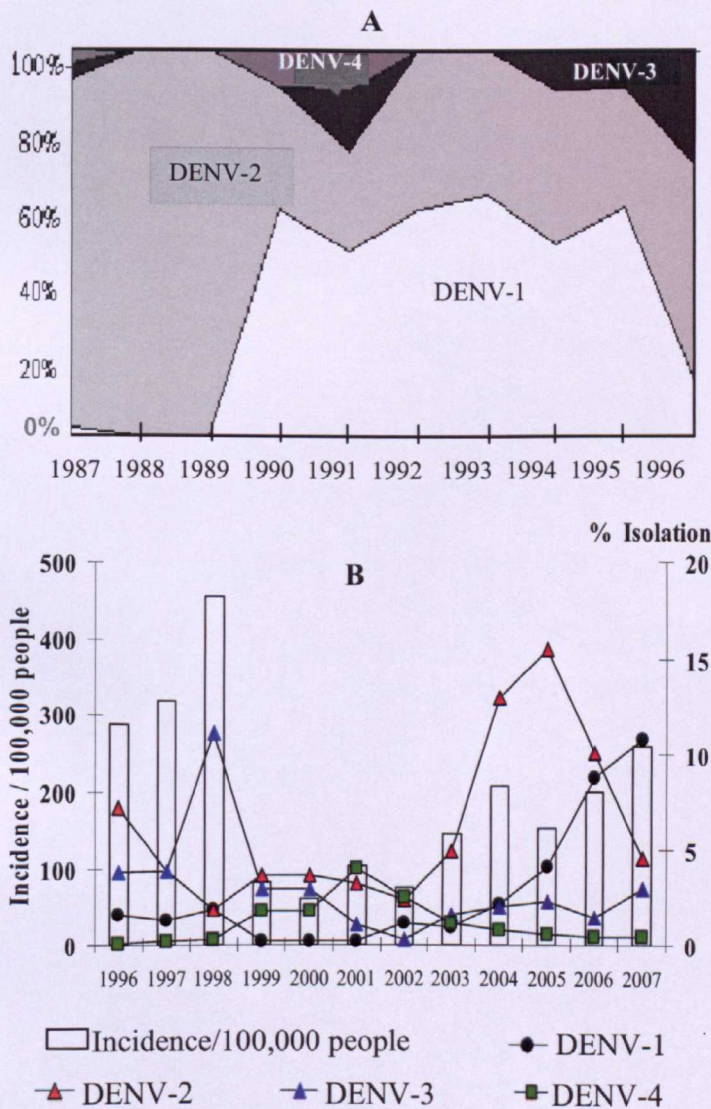 A
100%
80%
60%
40%
20%
0%
DENV-4
DENV-3
DENV-2
DENV-1
1987 1988 1989 1990 1991 1992 1993 1994 1995 1996
B
% Isolation
Incidence / 100,000 people
500
400
300
200
100
0
20
15
10
5
0
1996 1997 1998 1999 2000 2001 2002 2003 2004 2005 2006 2007
Incidence/100,000 people
DENV-1
DENV-2 DENV-3 DENV-4